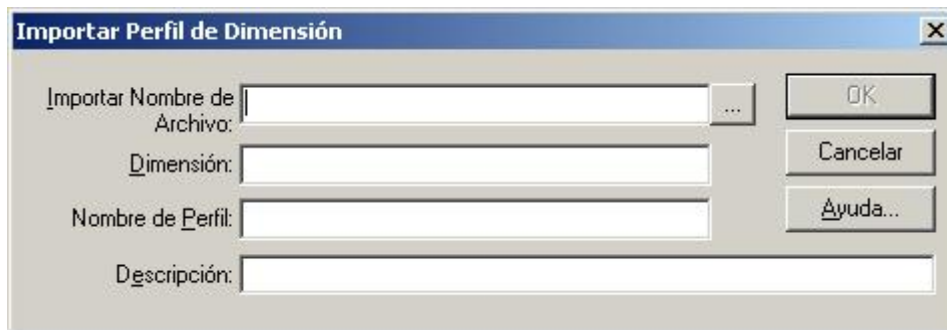 Importar Perfil de Dimensión
Importar Nombre de
Archivo:
...
OK
Dimensión:
Cancelar
Nombre de Perfil:
Ayuda...
Descripción: